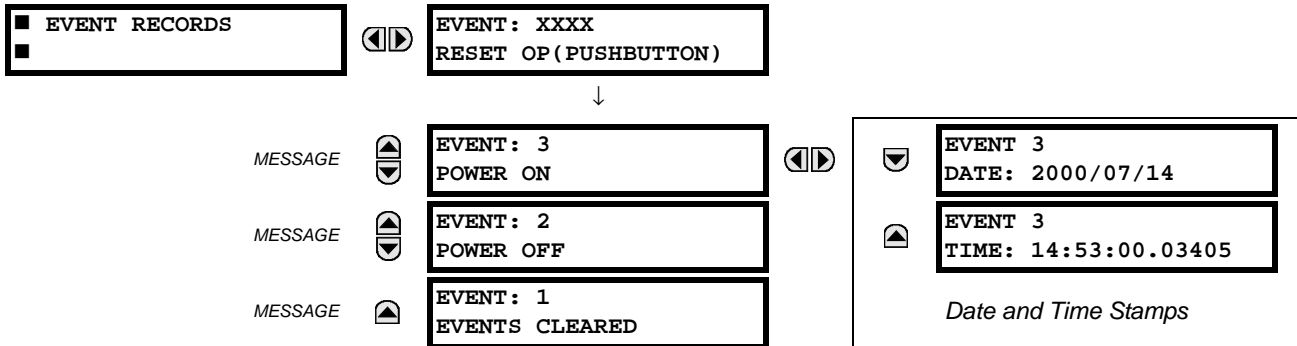 ■ EVENT RECORDS
■
EVENT: XXXX
RESET OP(PUSHBUTTON)
↓
MESSAGE
EVENT: 3
POWER ON
EVENT 3
DATE: 2000/07/14
MESSAGE
EVENT: 2
POWER OFF
EVENT 3
TIME: 14:53:00.03405
MESSAGE
EVENT: 1
EVENTS CLEARED
Date and Time Stamps